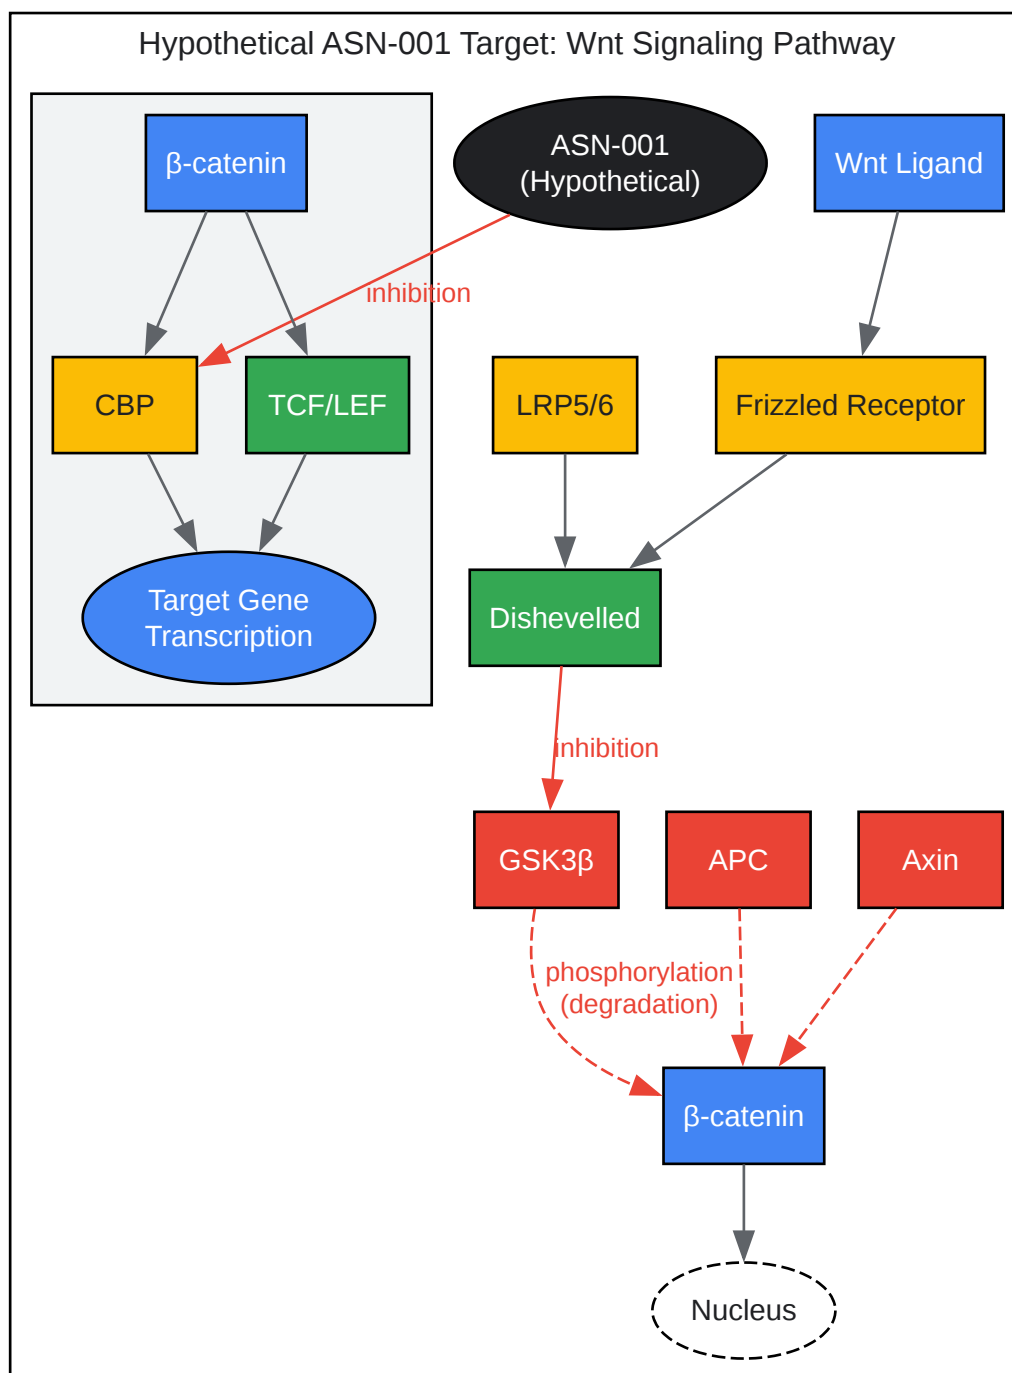 Hypothetical ASN-001 Target: Wnt Signaling Pathway
β-catenin
ASN-001
(Hypothetical)
Wnt Ligand
inhibition
CBP
TCF/LEF
LRP5/6
Frizzled Receptor
Target Gene
Transcription
Dishevelled
inhibition
GSK3β
APC
Axin
phosphorylation
(degradation)
β-catenin
Nucleus